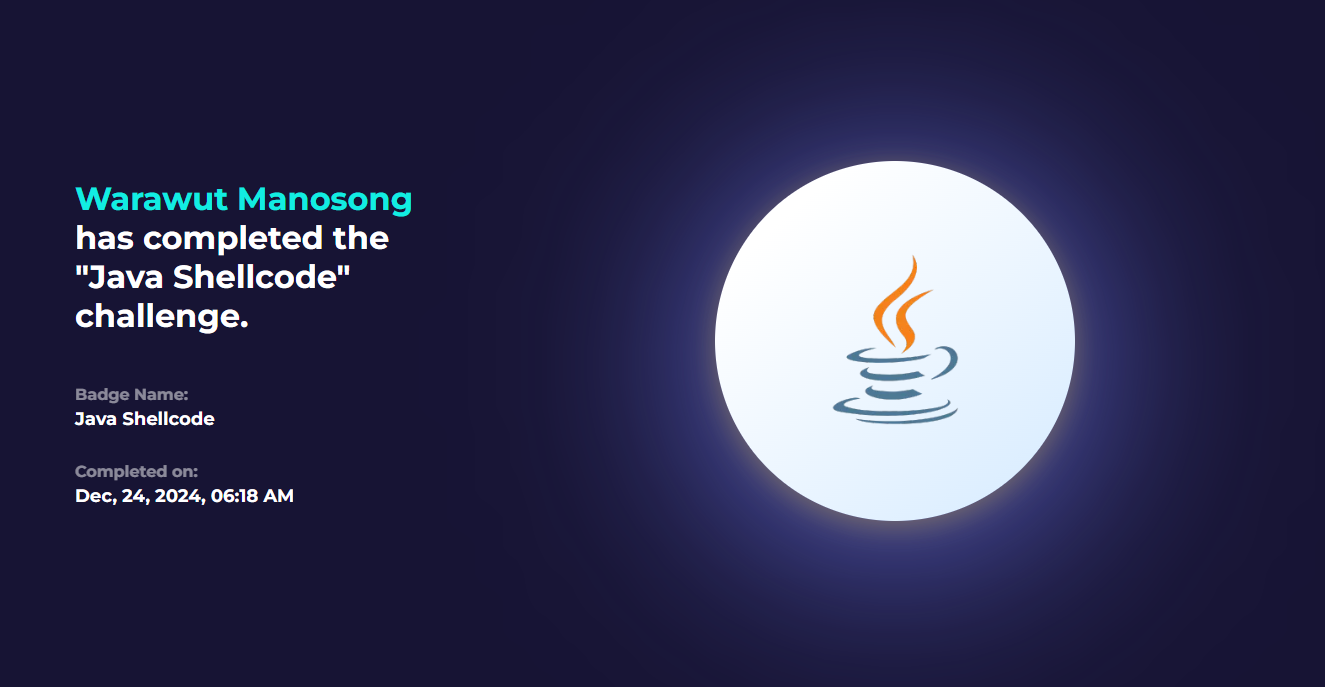 Warawut Manosong
has completed the
"Java Shellcode"
challenge.
Badge Name:
Java Shellcode
Completed on:
Dec, 24, 2024, 06:18 AM